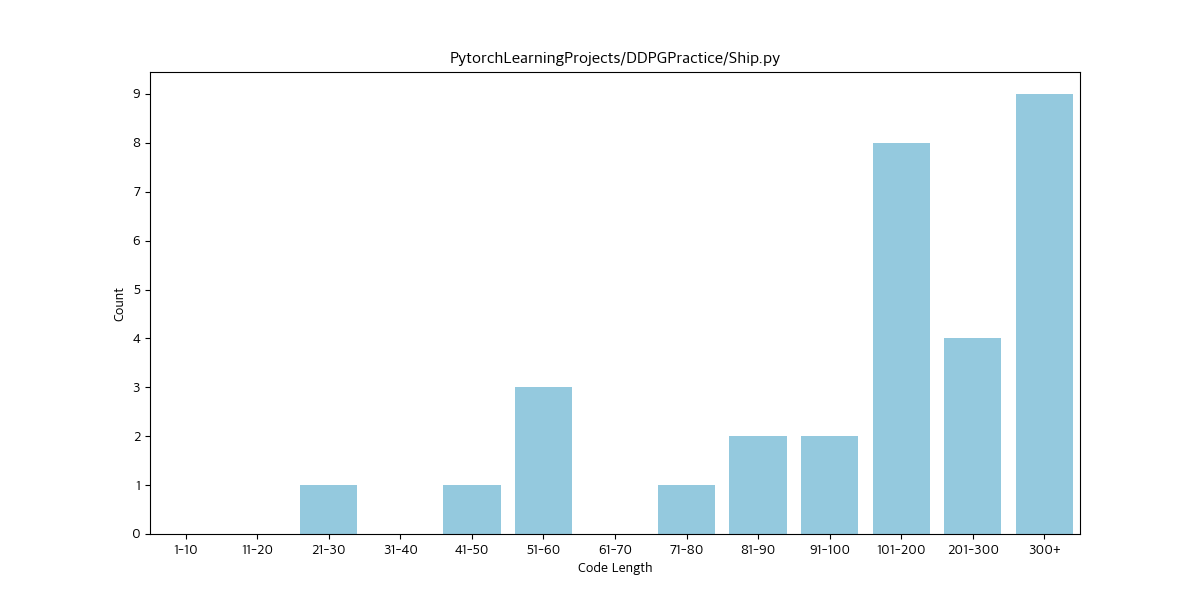 PytorchLearningProjects/DDPGPractice/Ship.py
9
8
7
6
5
4
3
2
1
0
Count
1-10 11-20 21-30 31-40 41-50 51-60 61-70 71-80 81-90 91-100 101-200 201-300 300+
Code Length